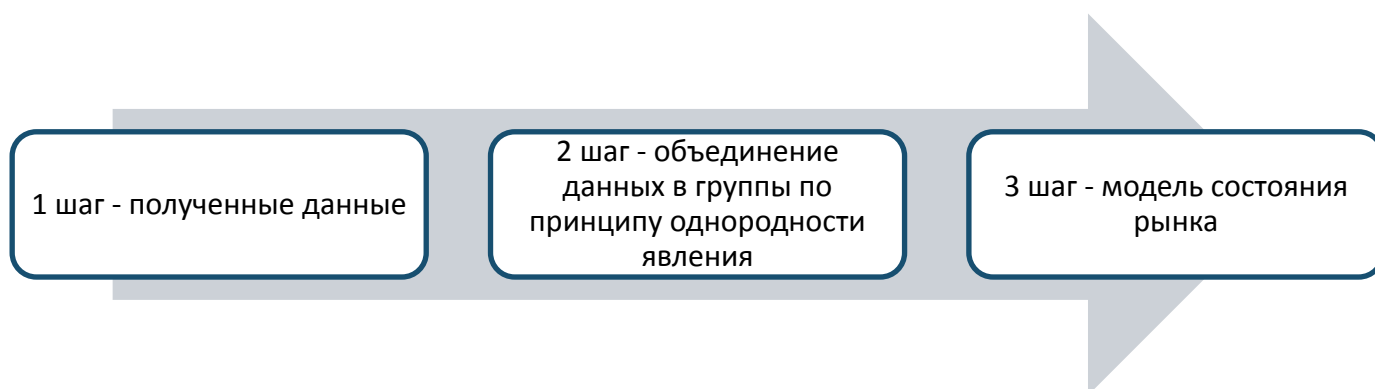 1 шаг - полученные данные
2 шаг - объединение
данных в группы по
принципу однородности
явления
3 шаг - модель состояния
рынка